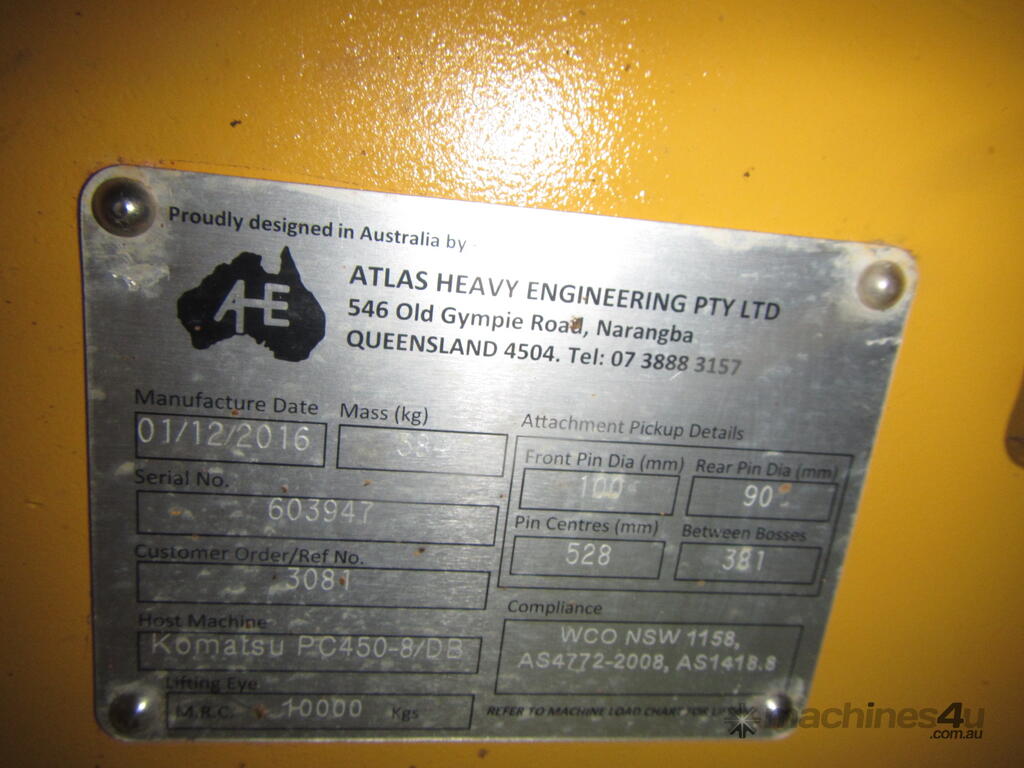 Proudly designed in Australia by
AHE
ATLAS HEAVY ENGINEERING PTY LTD
546 Old Gympie Road, Narangba
QUEENSLAND 4504. Tel: 07 3888 3157
Manufacture Date
01/12/2016
Mass (kg)
Serial No.
603947
Customer Order/Ref No.
3081
Host Machine
Komatsu PC450-8/DB
Lifting Eye
M.R.C. 10000 Kgs
Attachment Pickup Details
Front Pin Dia (mm)
100
Rear Pin Dia (mm)
90
Pin Centres (mm)
528
Between Bosses
381
Compliance
WCO NSW 1158,
AS4772-2008, AS1418.8
REFER TO MACHINE LOAD CHART FOR
machines4u
.com.au